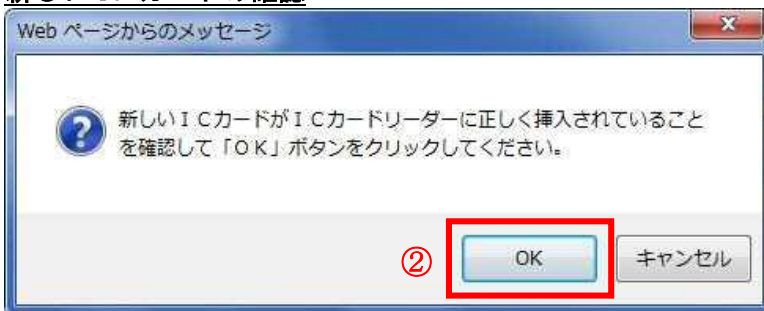 Web ページからのメッセージ
新しいＩＣカードがＩＣカードリーダーに正しく挿入されていること
を確認して「ＯＫ」ボタンをクリックしてください。
②
OK
キャンセル